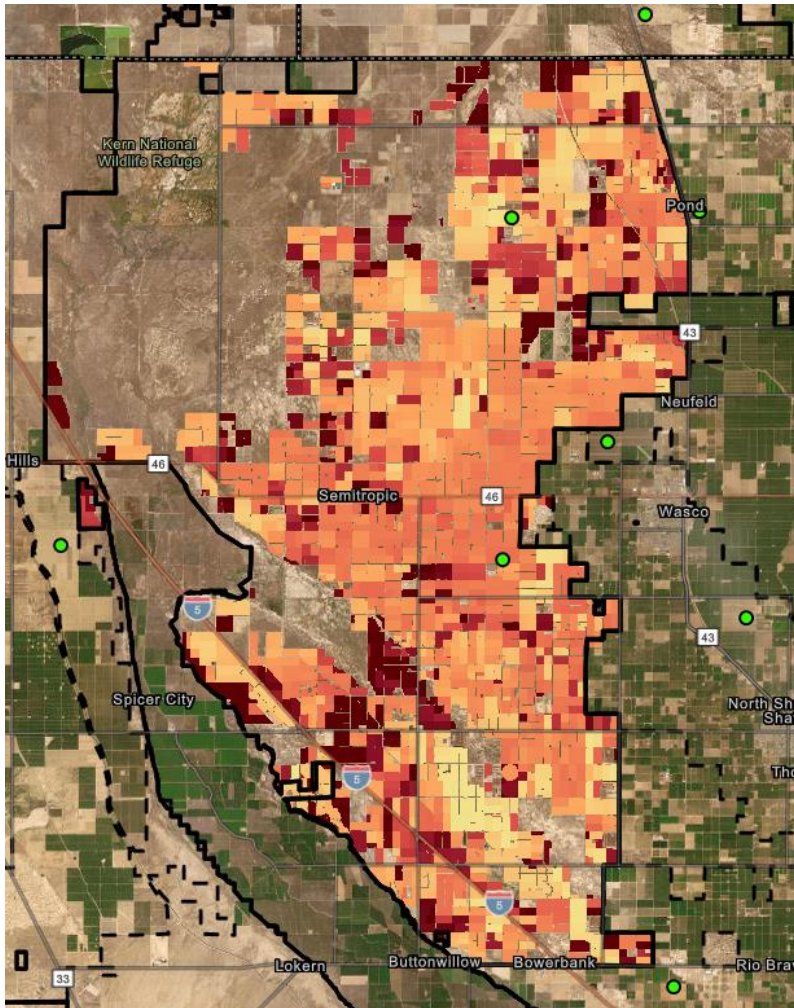 Kern National
Wildlife Refuge
Pond
43
Neufeld
Hills
46
Semitropic
46
Wasco
5
43
Spicer City
North Sh
Sha
5
Tho
5
Lokern
Buttonwillow
Bowerbank
Rio Brav
33